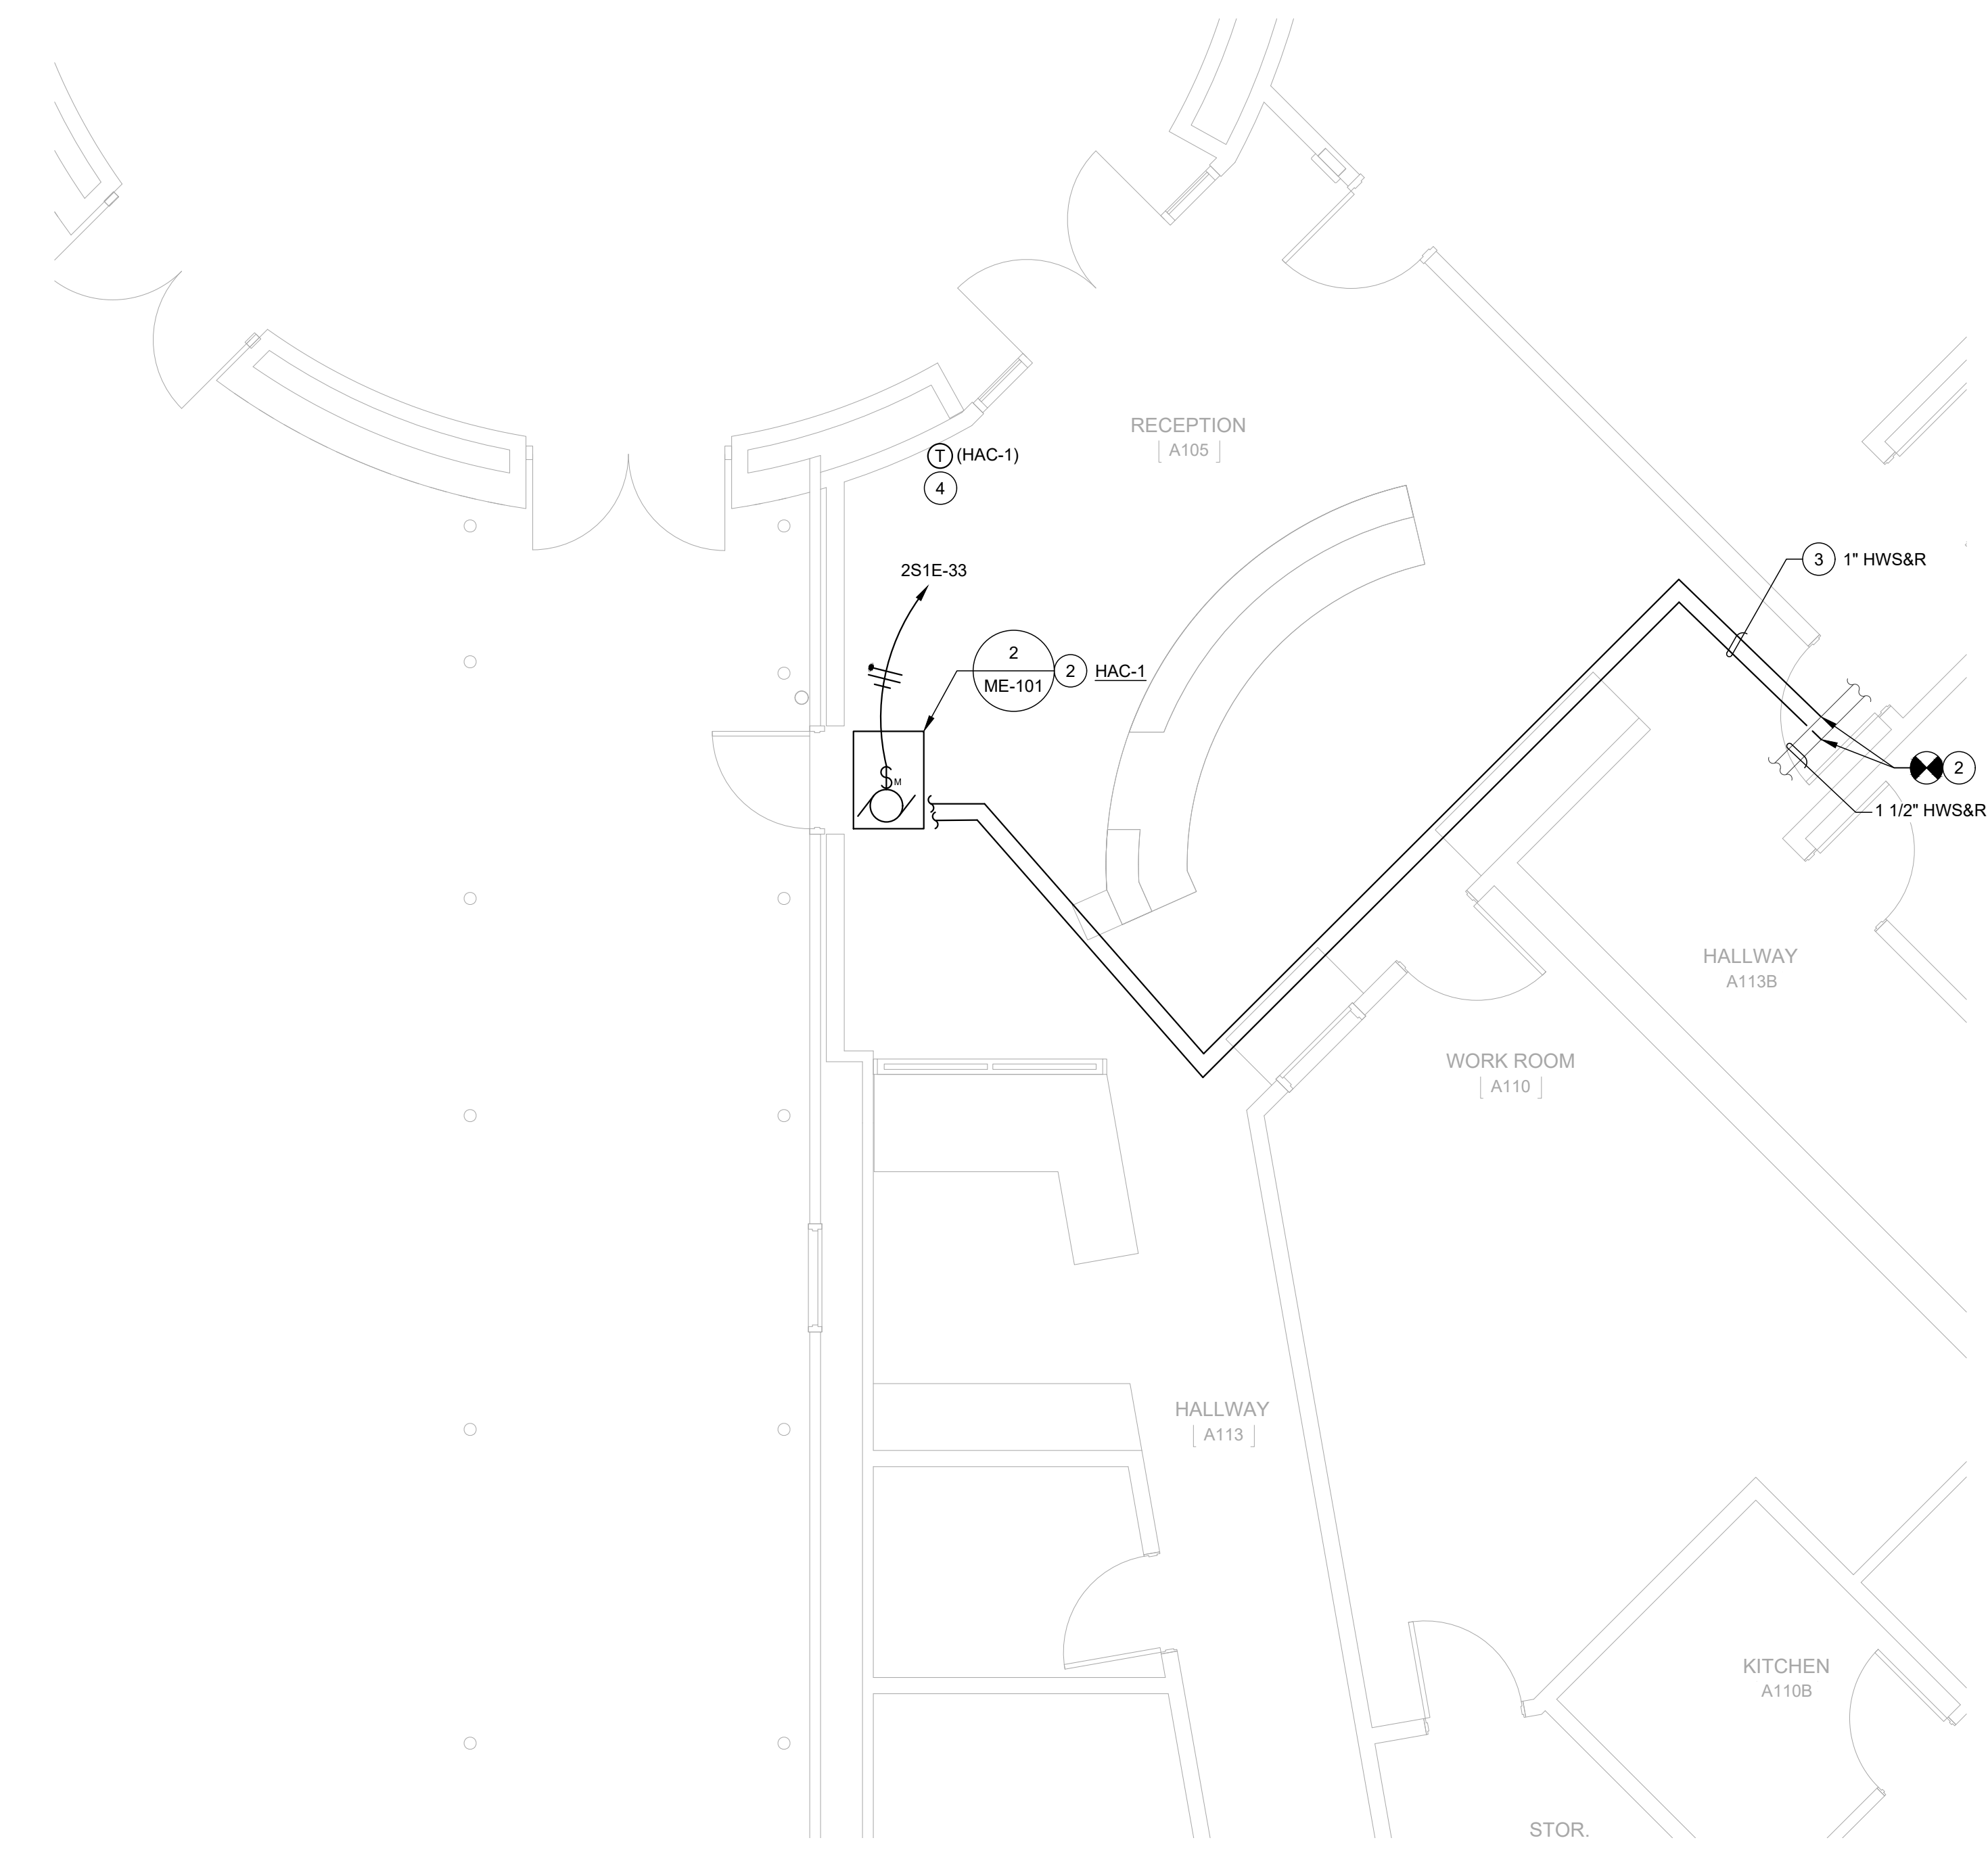 RECEPTION
A105
T (HAC-1)
4
2S1E-33
3 1" HWS&R
2
ME-101
2 HAC-1
S
M
2
1 1/2" HWS&R
HALLWAY
A113B
WORK ROOM
A110
HALLWAY
A113
KITCHEN
A110B
STOR.